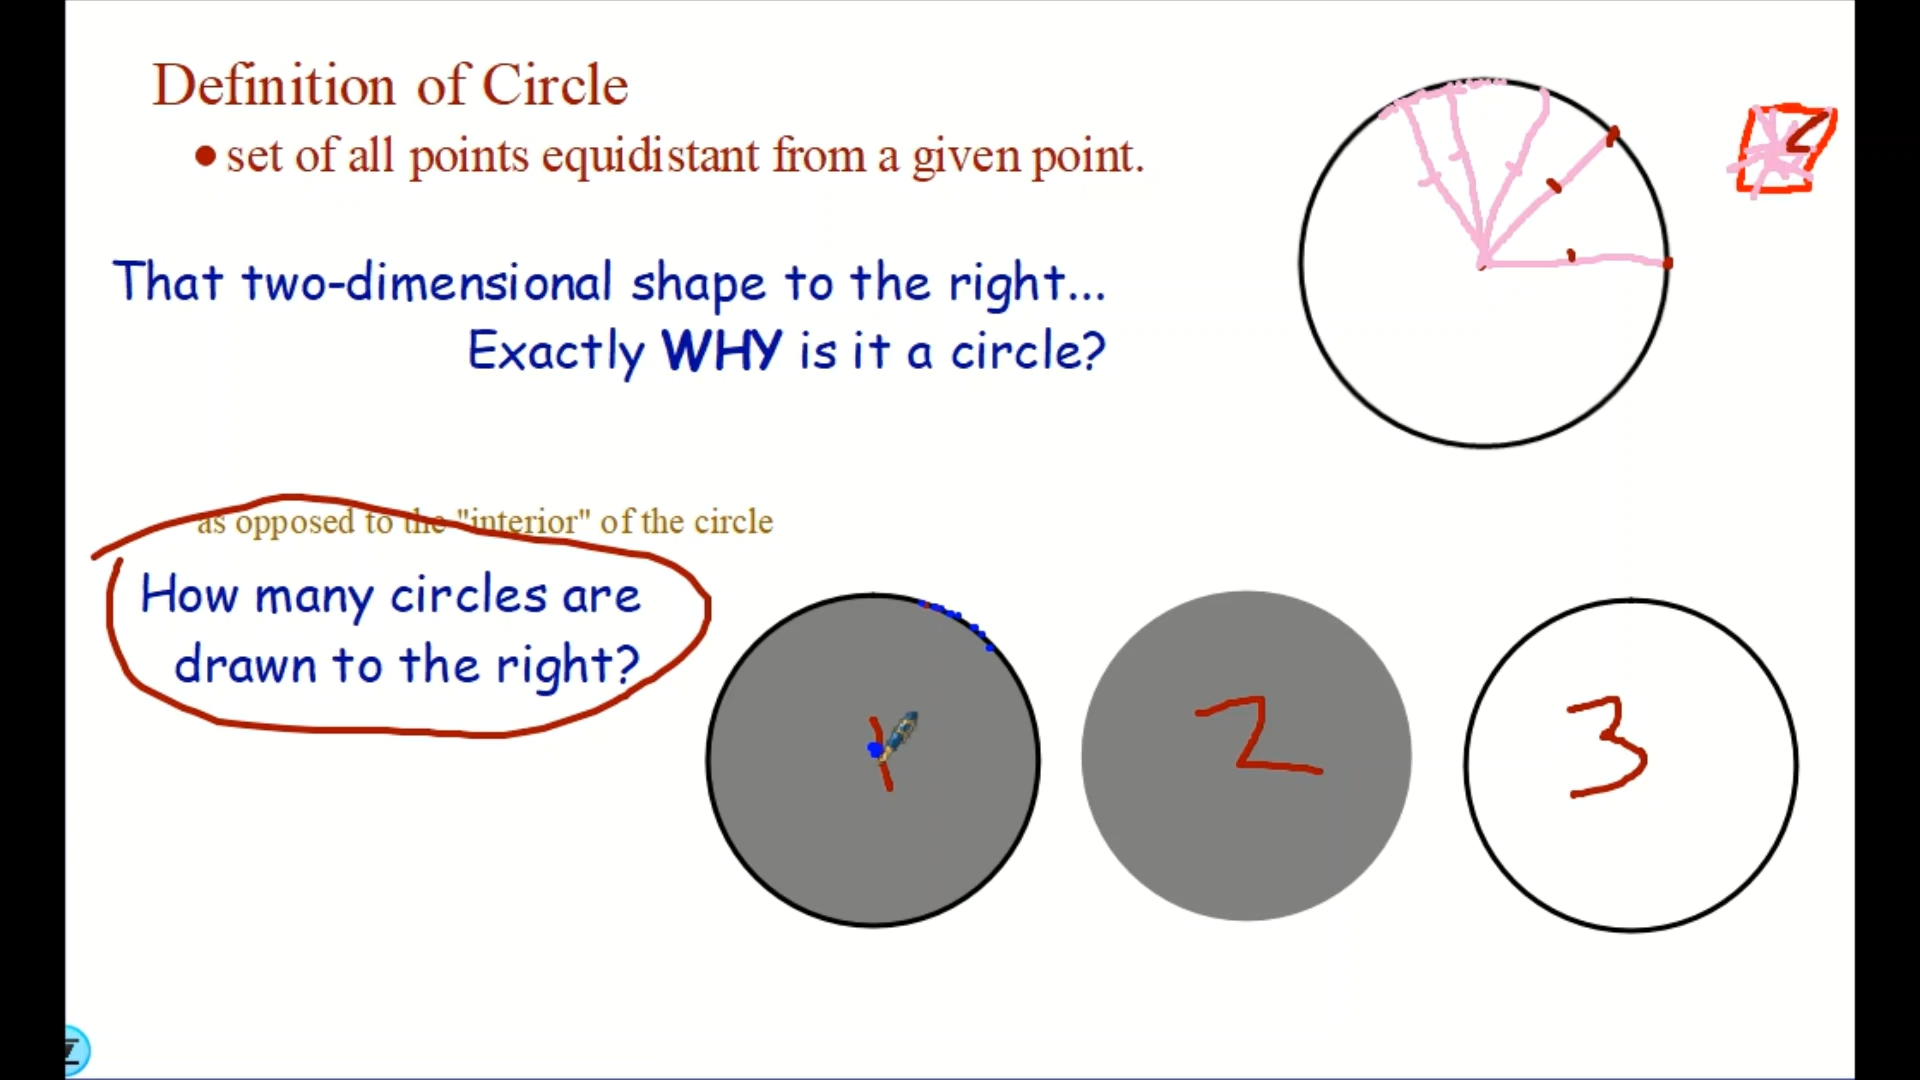 Definition of Circle
• set of all points equidistant from a given point.
That two-dimensional shape to the right...
Exactly WHY is it a circle?
as opposed to the "interior" of the circle
How many circles are
drawn to the right?
1 2 3